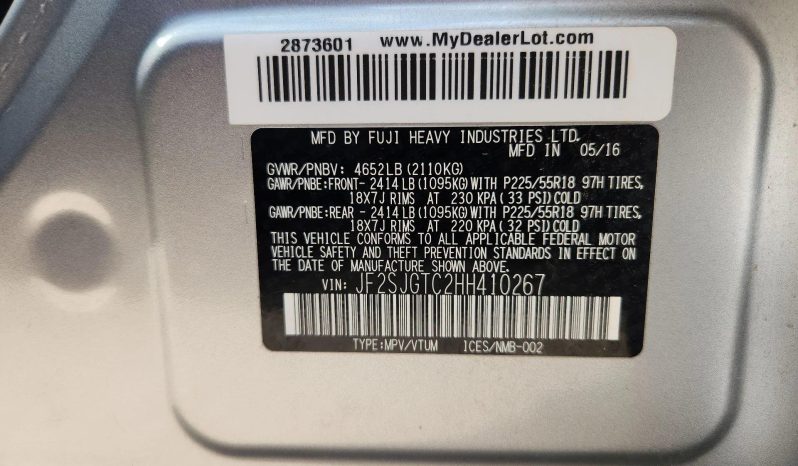 2873601 www.MyDealerLot.com
MFD BY FUJI HEAVY INDUSTRIES LTD.
MFD IN 05/16
GVWR/PNBV: 4652LB(2110KG)
GAWR/PNBE:FRONT-2414LB(1095KG)WITH P225/55R18 97H TIRES,
18X7J RIMS AT 230 KPA(33 PSI)COLD
GAWR/PNBE:REAR -2414LB(1095KG)WITH P225/55R18 97H TIRES,
18X7J RIMS AT 220 KPA(32 PSI)COLD
THIS VEHICLE CONFORMS TO ALL APPLICABLE FEDERAL MOTOR
VEHICLE SAFETY AND THEFT PREVENTION STANDARDS IN EFFECT ON
THE DATE OF MANUFACTURE SHOWN ABOVE.
VIN: JF2SJGTC2HH410267
TYPE:MPV/VTUM ICES/NMB-002